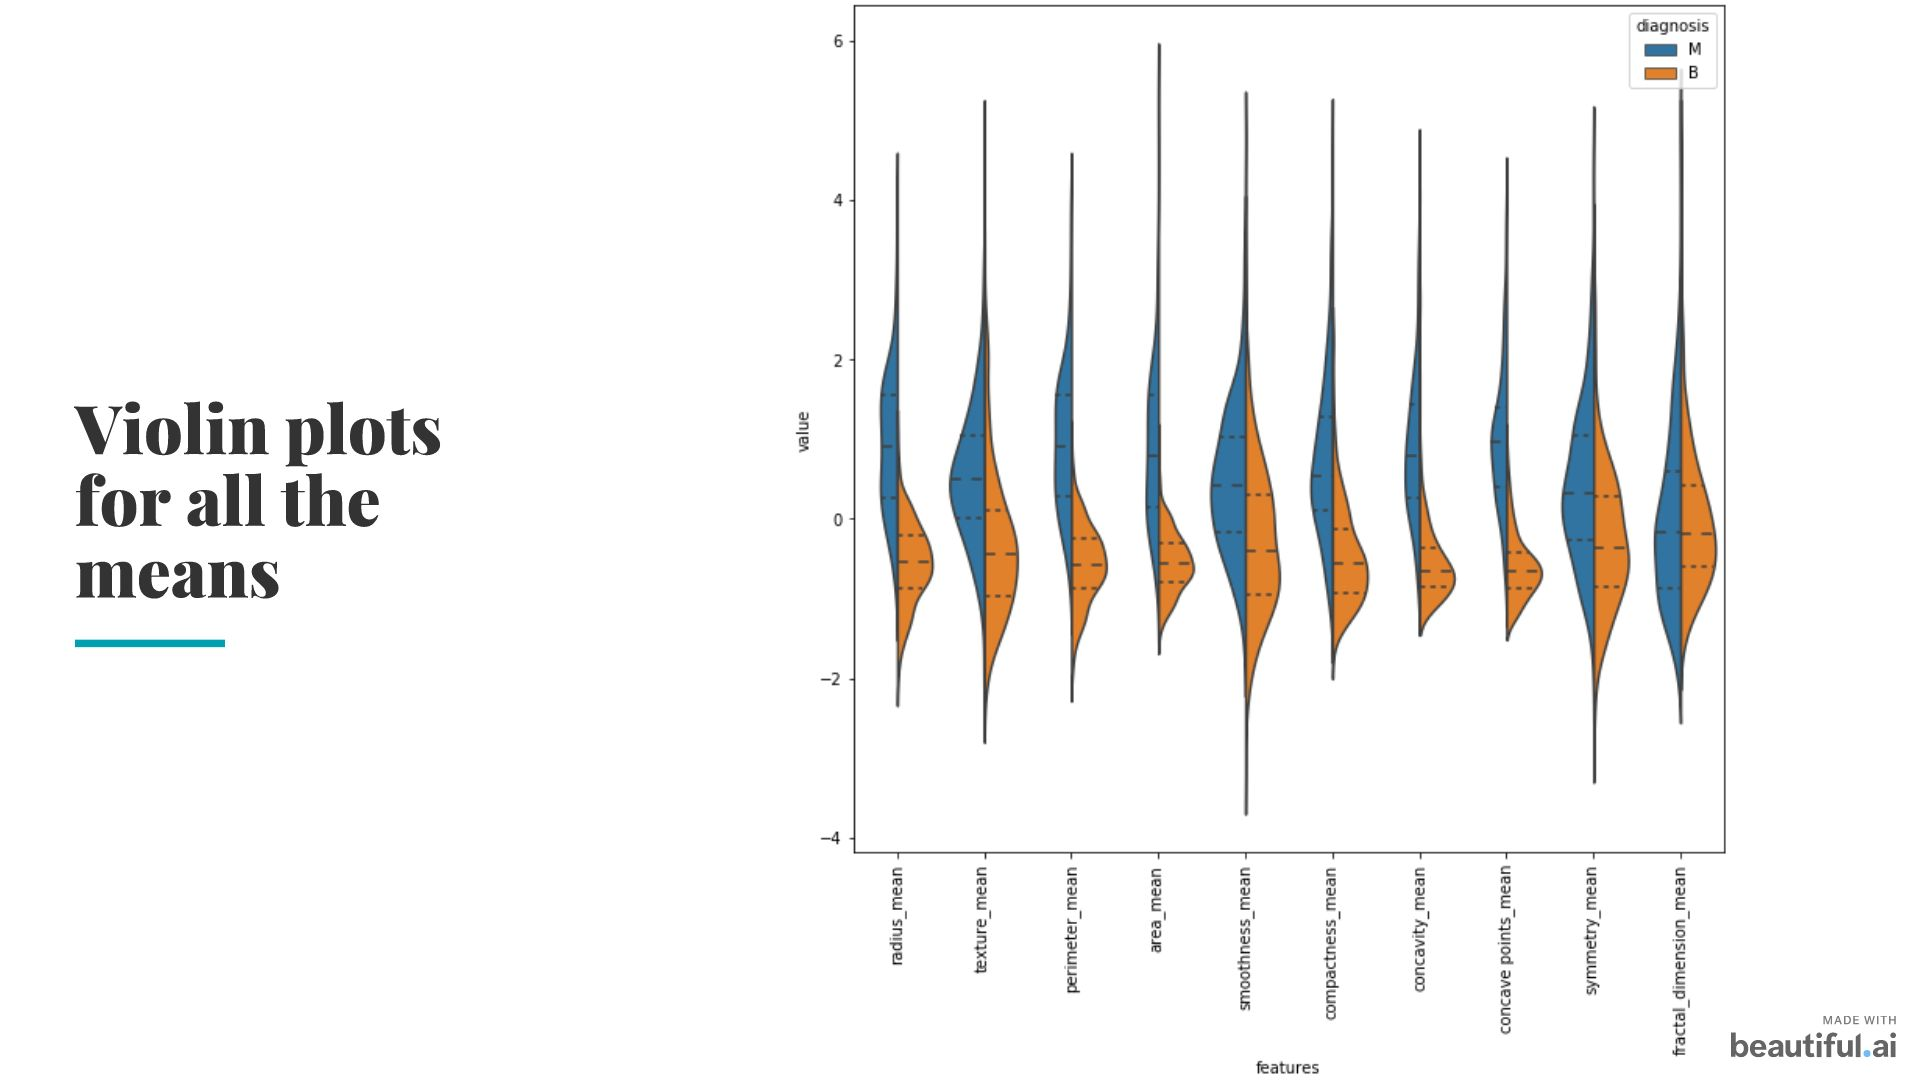 Violin plots
for all the
means
diagnosis
M
B
6
4
2
0
−2
−4
value
radius_mean
texture_mean
perimeter_mean
area_mean
smoothness_mean
compactness_mean
concavity_mean
concave points_mean
symmetry_mean
fractal_dimension_mean
features
MADE WITH
beautiful.ai